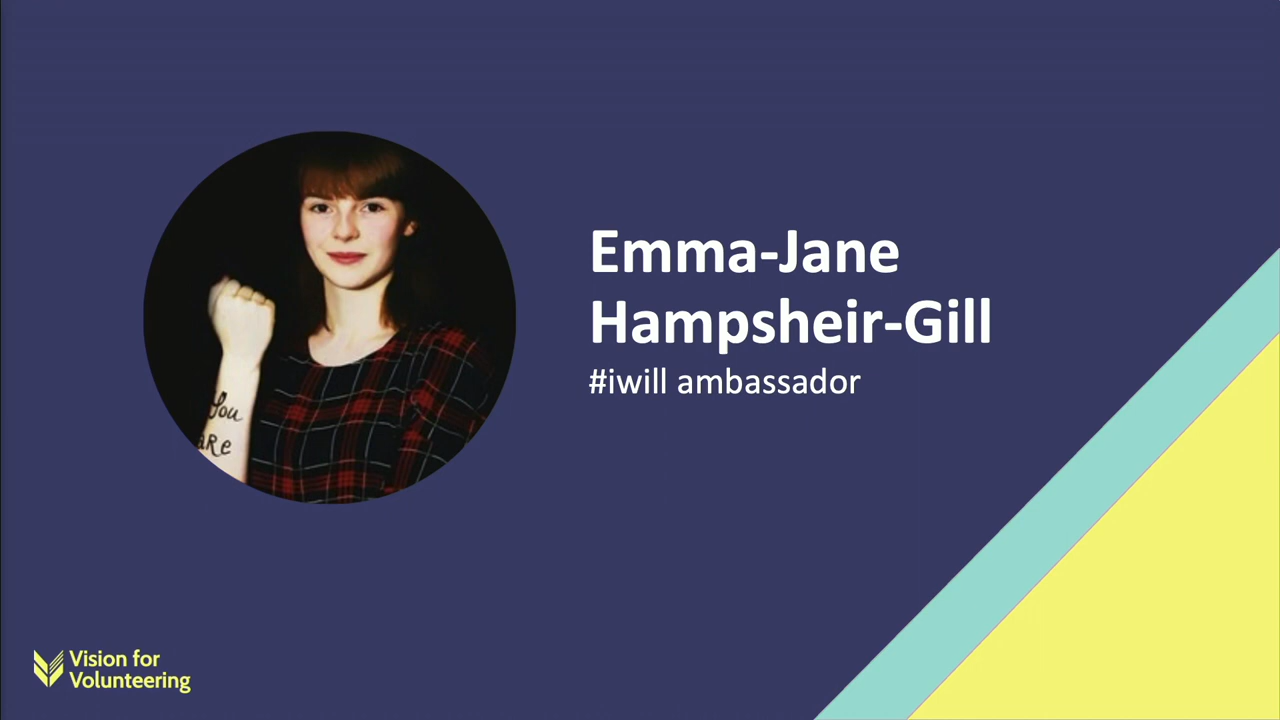 Emma-Jane
Hampsheir-Gill
#iwill ambassador
You
are
Vision for
Volunteering